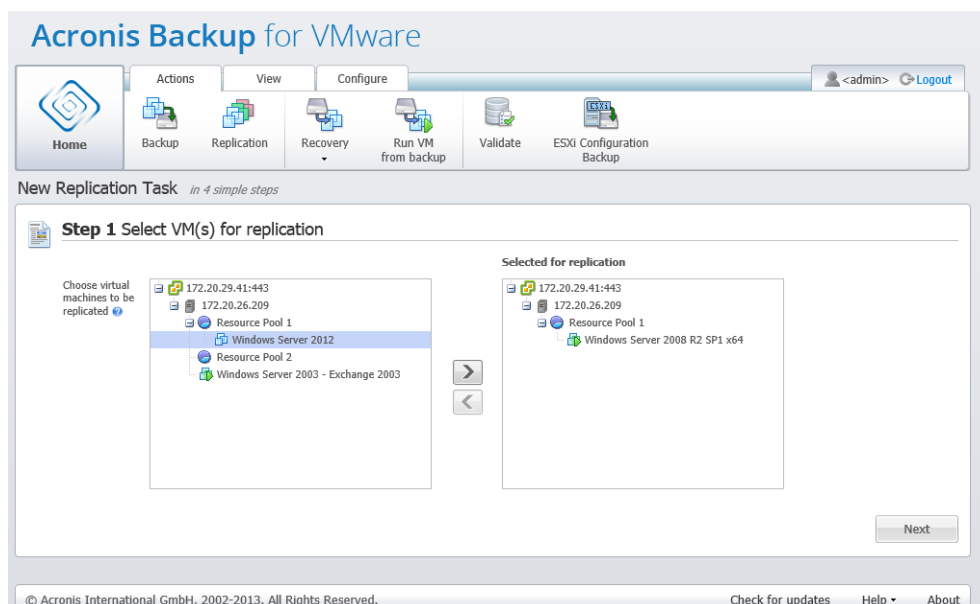 Acronis Backup for VMware
Actions
View
Configure
<admin>
Logout
Home
Backup
Replication
Recovery
Run VM
from backup
Validate
ESXi
ESXi Configuration
Backup
New Replication Task in 4 simple steps
Step 1 Select VM(s) for replication
Selected for replication
Choose virtual
machines to be
replicated ?
172.20.29.41:443
172.20.26.209
Resource Pool 1
Windows Server 2012
Resource Pool 2
Windows Server 2003 - Exchange 2003
172.20.29.41:443
172.20.26.209
Resource Pool 1
Windows Server 2008 R2 SP1 x64
Next
© Acronis International GmbH, 2002-2013. All Rights Reserved.
Check for updates
Help
About